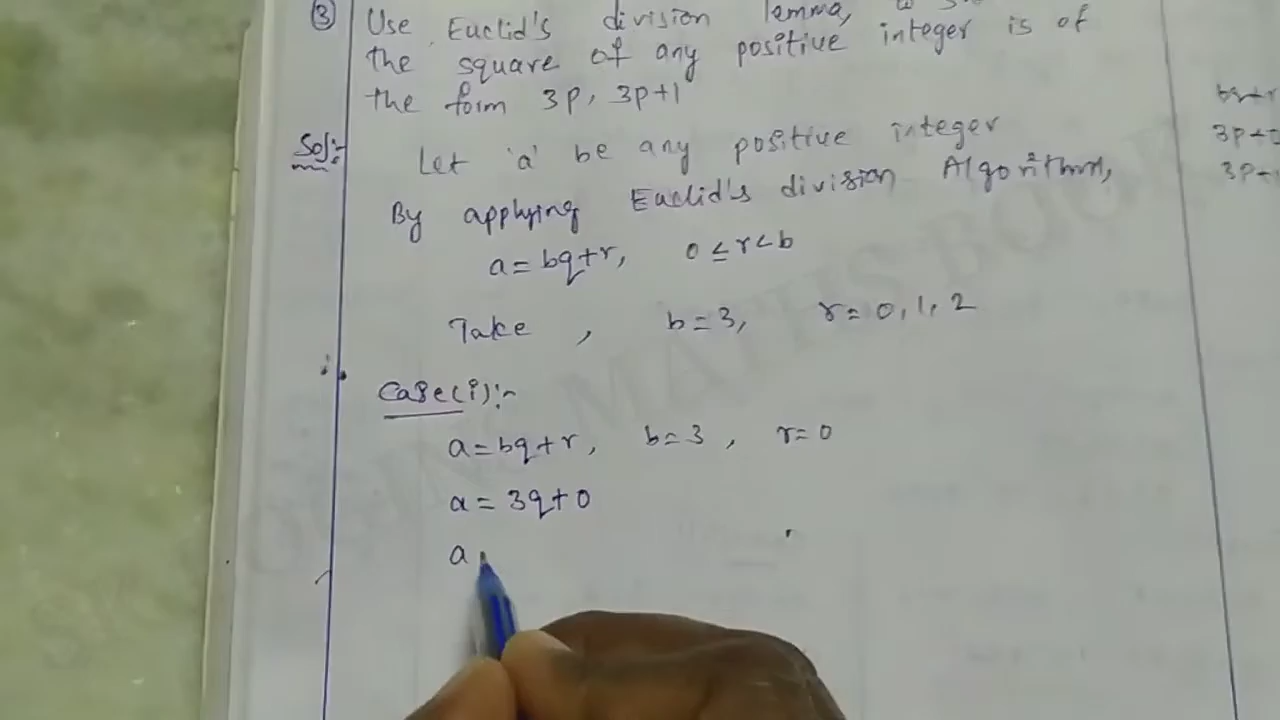 ③ Use Euclid's division lemma, to
the square of any positive integer is of
the form 3p, 3p+1
Sol:-
Let 'a' be any positive integer
By applying Euclid's division Algorithm,
a = bq+r, 0 ≤ r < b
Take , b = 3, r = 0, 1, 2
Case(i):-
a = bq+r, b = 3, r = 0
a = 3q+0
a